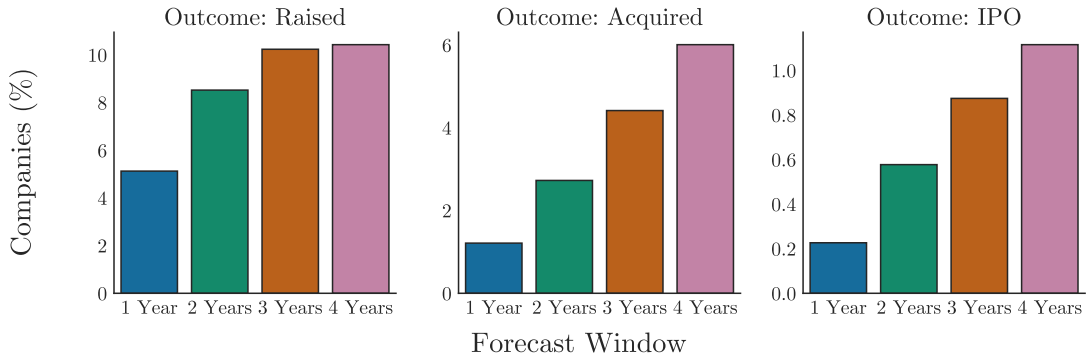 Outcome: Raised
Outcome: Acquired
Outcome: IPO
Companies (%)
10
8
6
4
2
0
1 Year 2 Years 3 Years 4 Years
6
4
2
0
1 Year 2 Years 3 Years 4 Years
1.0
0.8
0.6
0.4
0.2
0.0
1 Year 2 Years 3 Years 4 Years
Forecast Window